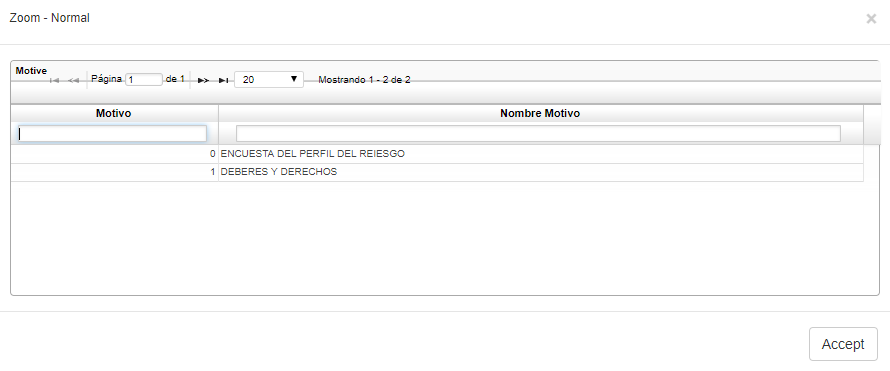 Zoom - Normal
×
Motive
Página 1 de 1 20 Mostrando 1 - 2 de 2
Motivo Nombre Motivo
0 ENCUESTA DEL PERFIL DEL REIESGO
1 DEBERES Y DERECHOS
Accept